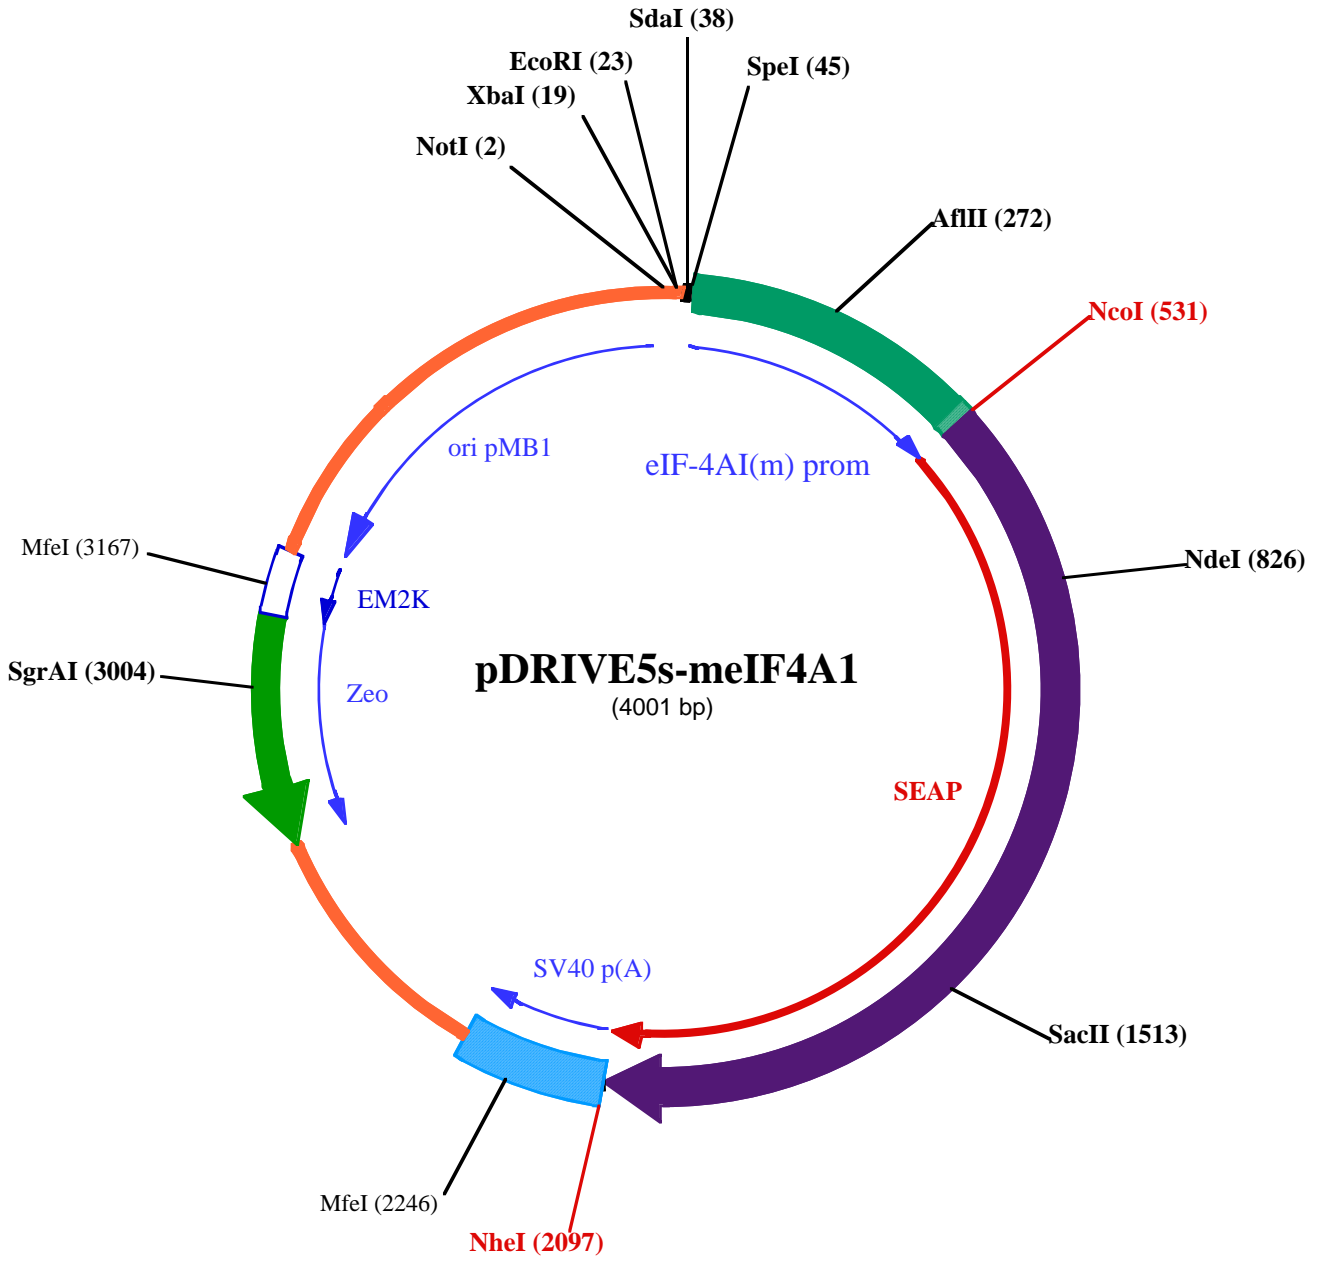 SdaI (38)
EcoRI (23)
SpeI (45)
XbaI (19)
NotI (2)
AflII (272)
NcoI (531)
ori pMB1
eIF-4AI(m) prom
MfeI (3167)
NdeI (826)
EM2K
SgrAI (3004)
pDRIVE5s-meIF4A1
(4001 bp)
Zeo
SEAP
SV40 p(A)
SacII (1513)
MfeI (2246)
NheI (2097)